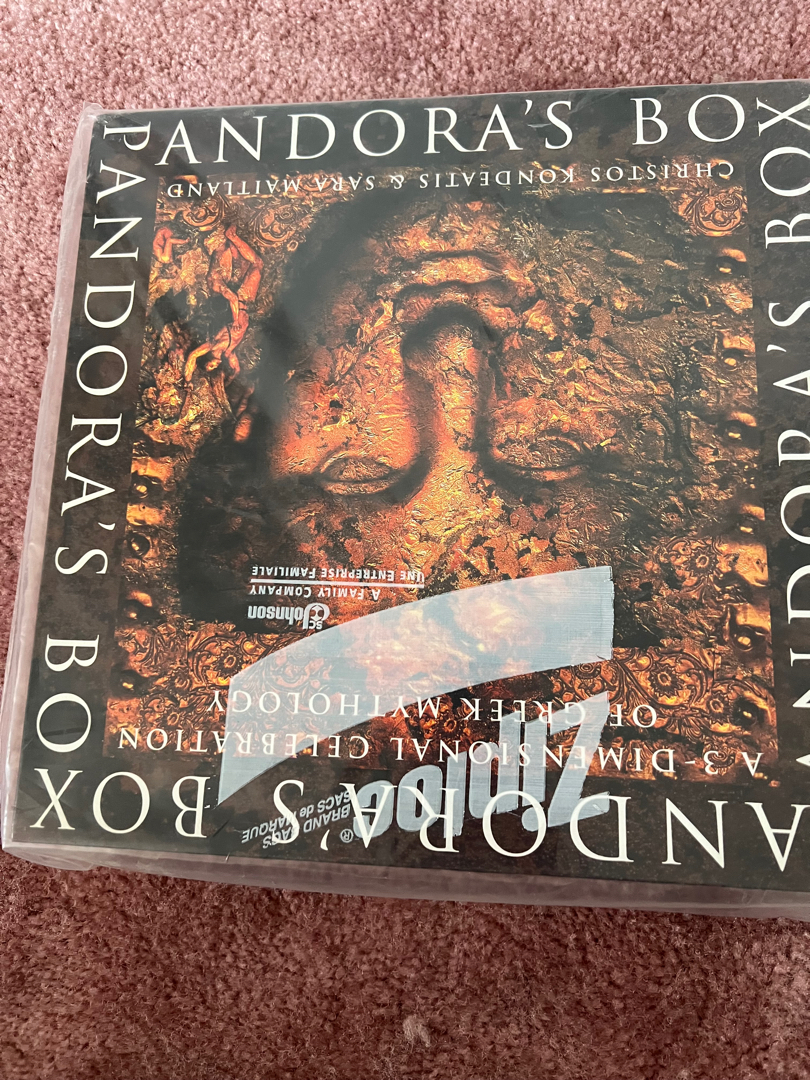 PANDORA'S BOX
PANDORA'S BOX
PANDORA'S BOX
PANDORA'S BOX
A 3-DIMENSIONAL CELEBRATION
OF GREEK MYTHOLOGY
CHRISTOS KONDEATIS & SARA MAITLAND
Ziploc®
BRAND BAGS
SACS de MARQUE
SC Johnson
A FAMILY COMPANY
UNE ENTREPRISE FAMILIALE